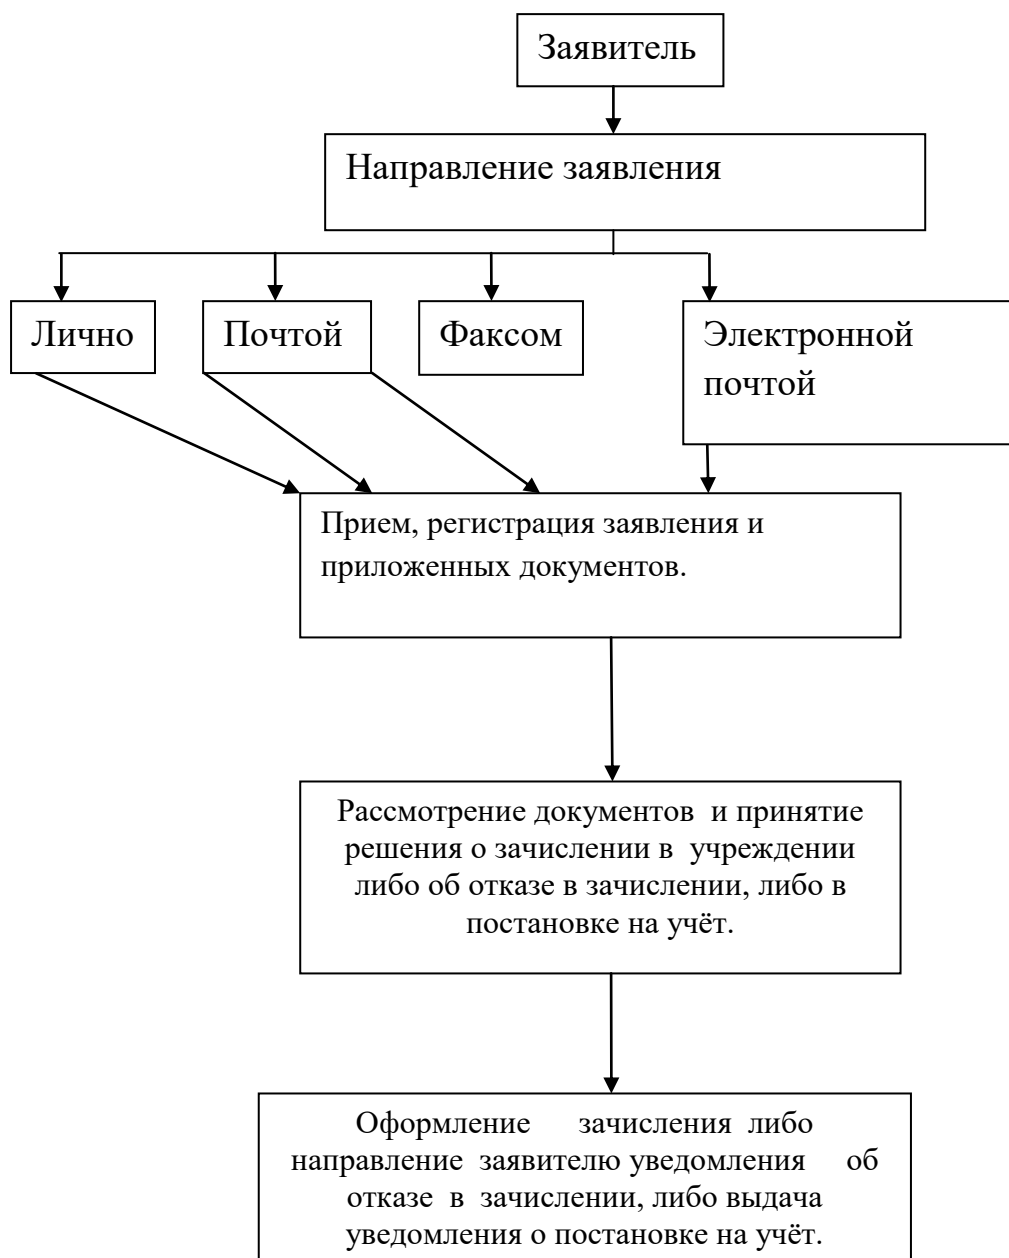 Заявитель
Направление заявления
Лично
Почтой
Факсом
Электронной
почтой
Прием, регистрация заявления и
приложенных документов.
Рассмотрение документов и принятие
решения о зачислении в учреждении
либо об отказе в зачислении, либо в
постановке на учёт.
Оформление зачисления либо
направление заявителю уведомления об
отказе в зачислении, либо выдача
уведомления о постановке на учёт.